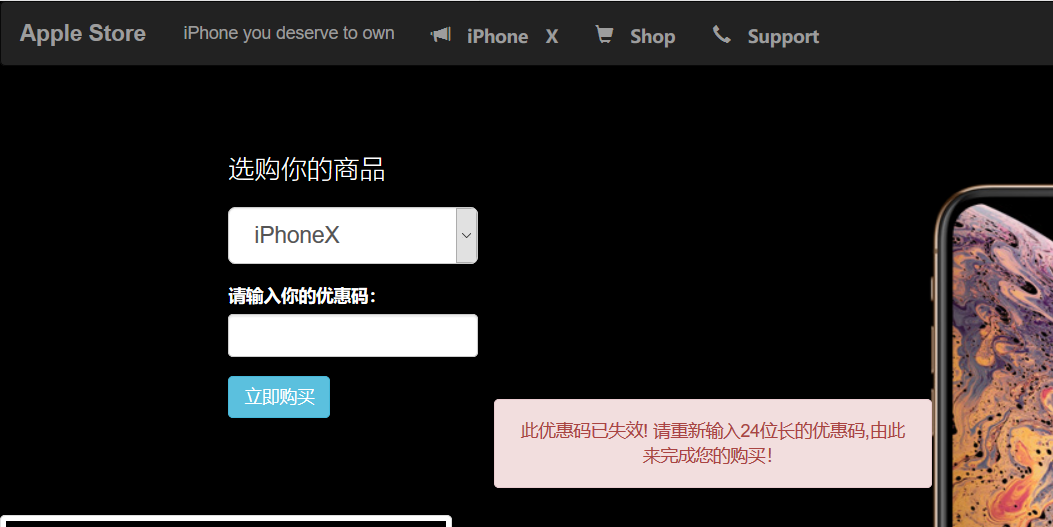 Apple Store iPhone you deserve to own iPhone X Shop Support
选购你的商品
iPhoneX
请输入你的优惠码：
立即购买
此优惠码已失效! 请重新输入24位长的优惠码,由此
来完成您的购买！